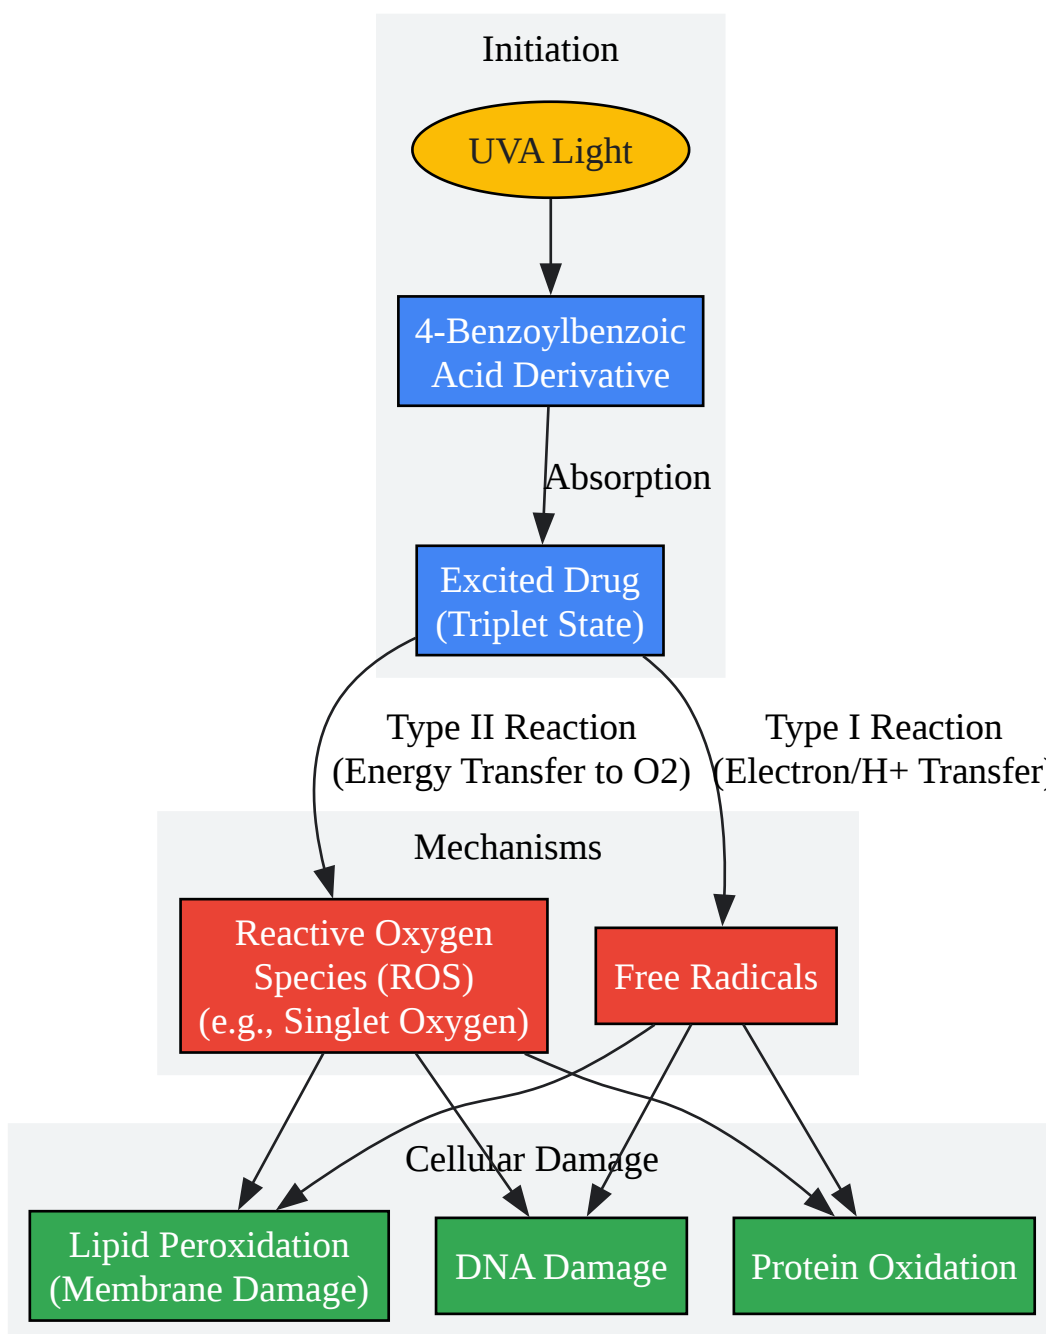 Initiation
UVA Light
4-Benzoylbenzoic
Acid Derivative
Absorption
Excited Drug
(Triplet State)
Type II Reaction
(Energy Transfer to O2)
Type I Reaction
(Electron/H+ Transfer)
Mechanisms
Reactive Oxygen
Species (ROS)
(e.g., Singlet Oxygen)
Free Radicals
Cellular Damage
Lipid Peroxidation
(Membrane Damage)
DNA Damage
Protein Oxidation